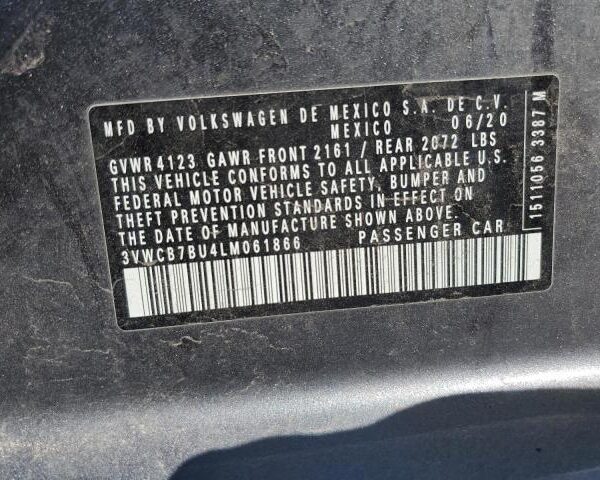 MFD BY VOLKSWAGEN DE MEXICO S.A. DE C.V.
MEXICO 06/20
GVWR 4123 GAWR FRONT 2161 / REAR 2072 LBS
THIS VEHICLE CONFORMS TO ALL APPLICABLE U.S.
FEDERAL MOTOR VEHICLE SAFETY, BUMPER AND
THEFT PREVENTION STANDARDS IN EFFECT ON
THE DATE OF MANUFACTURE SHOWN ABOVE.
3VWCB7BU4LM061866 PASSENGER CAR
1511056 3387 M